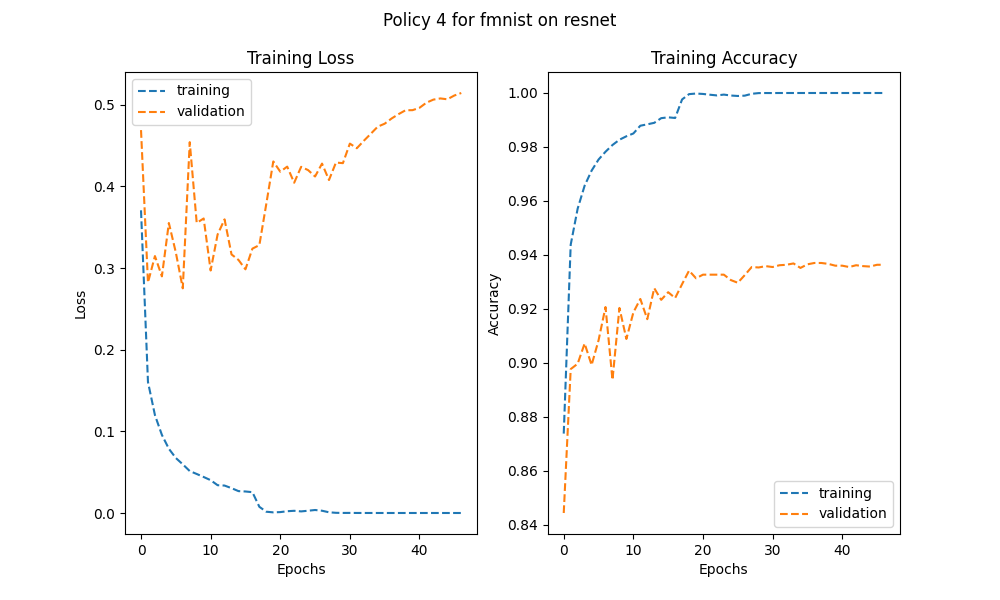 Policy 4 for fmnist on resnet
Training Loss
training
validation
0.5
0.4
0.3
0.2
0.1
0.0
Loss
0 10 20 30 40
Epochs
Training Accuracy
1.00
0.98
0.96
0.94
0.92
0.90
0.88
0.86
0.84
Accuracy
training
validation
0 10 20 30 40
Epochs